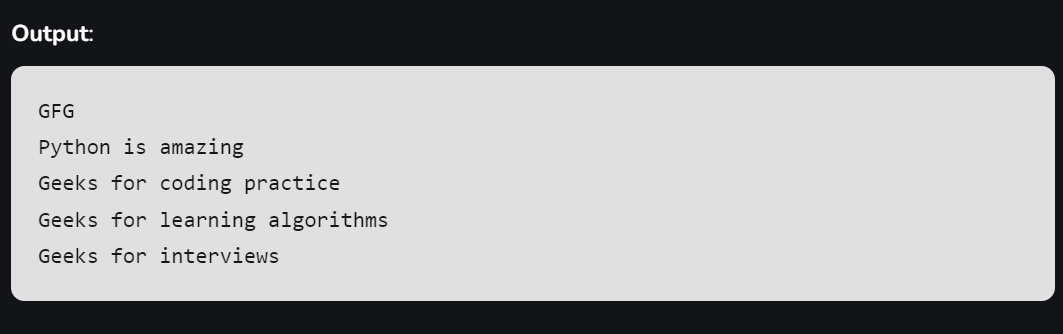 Output:
GFG
Python is amazing
Geeks for coding practice
Geeks for learning algorithms
Geeks for interviews